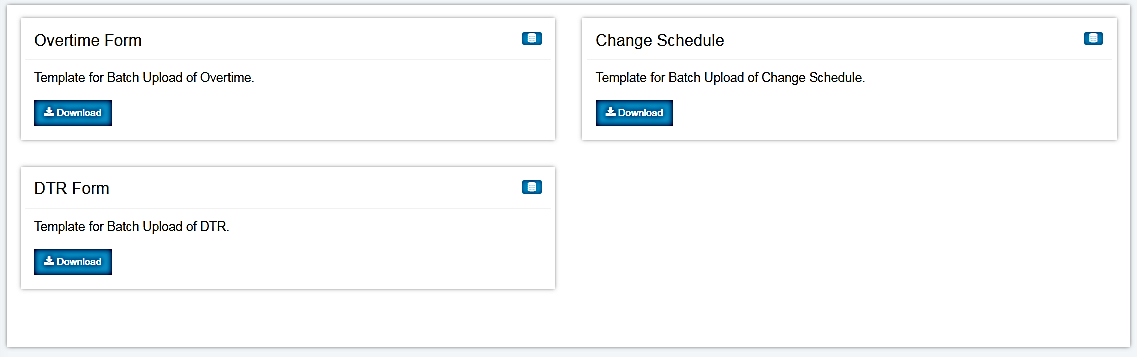 Overtime Form
Template for Batch Upload of Overtime.
Download
Change Schedule
Template for Batch Upload of Change Schedule.
Download
DTR Form
Template for Batch Upload of DTR.
Download